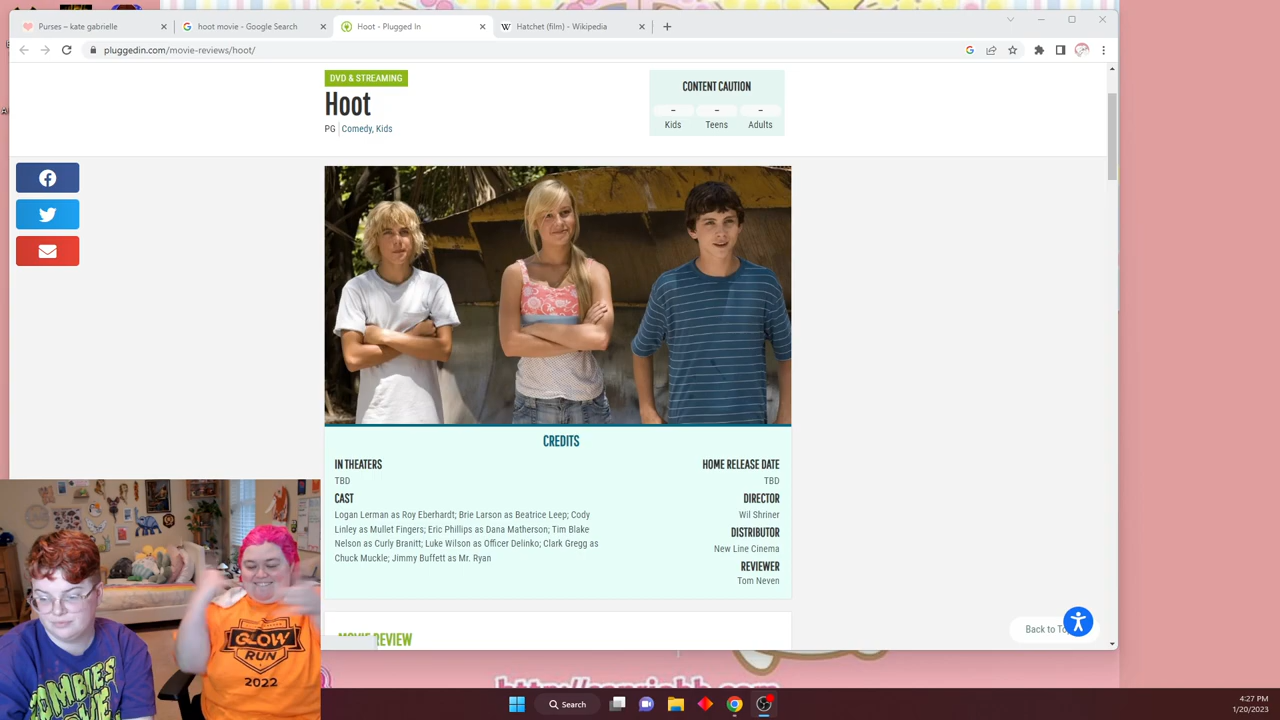 Purses – kate gabrielle
hoot movie - Google Search
Hoot - Plugged In
Hatchet (film) - Wikipedia
pluggedin.com/movie-reviews/hoot/
DVD & STREAMING
Hoot
PG
Comedy, Kids
CONTENT CAUTION
- - -
Kids Teens Adults
CREDITS
IN THEATERS
TBD
CAST
Logan Lerman as Roy Eberhardt; Brie Larson as Beatrice Leep; Cody
Linley as Mullet Fingers; Eric Phillips as Dana Matherson; Tim Blake
Nelson as Curly Branitt; Luke Wilson as Officer Delinko; Clark Gregg as
Chuck Muckle; Jimmy Buffett as Mr. Ryan
HOME RELEASE DATE
TBD
DIRECTOR
Wil Shriner
DISTRIBUTOR
New Line Cinema
REVIEWER
Tom Neven
MOVIE REVIEW
Back to Top
ZOMBIES
GLOW
RUN
2022
Search
4:27 PM
1/20/2023